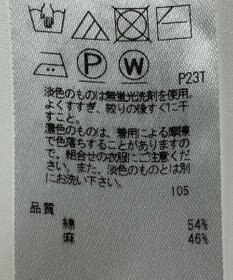 P
W
P23T
淡色のものは無蛍光洗剤を使用。
よくすすぎ、絞りの後すぐに干
すこと。
濃色のものは、着用による摩擦
で色落ちすることがありますの
で、組合せの衣服にご注意くだ
さい。また、淡色のものとは別
にお洗い下さい。
105
品質
綿 54%
麻 46%